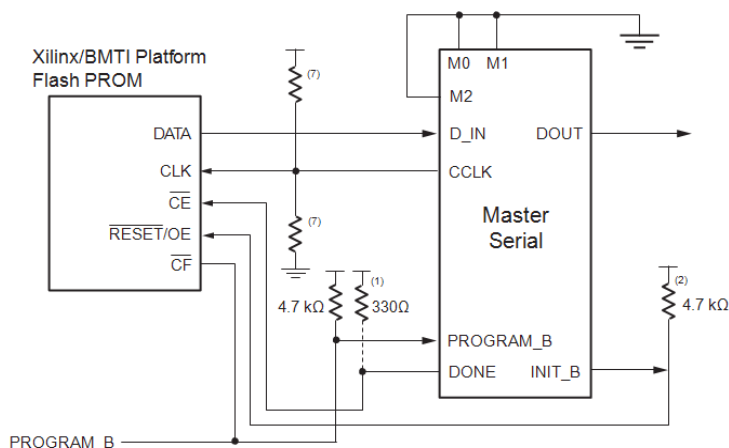 Xilinx/BMTI Platform
Flash PROM
DATA
CLK
CE
RESET/OE
CF
(7)
(7)
M0 M1
M2
D_IN DOUT
CCLK
Master
Serial
(1)
(2)
4.7 kΩ 330Ω
4.7 kΩ
PROGRAM_B
DONE INIT_B
PROGRAM_B